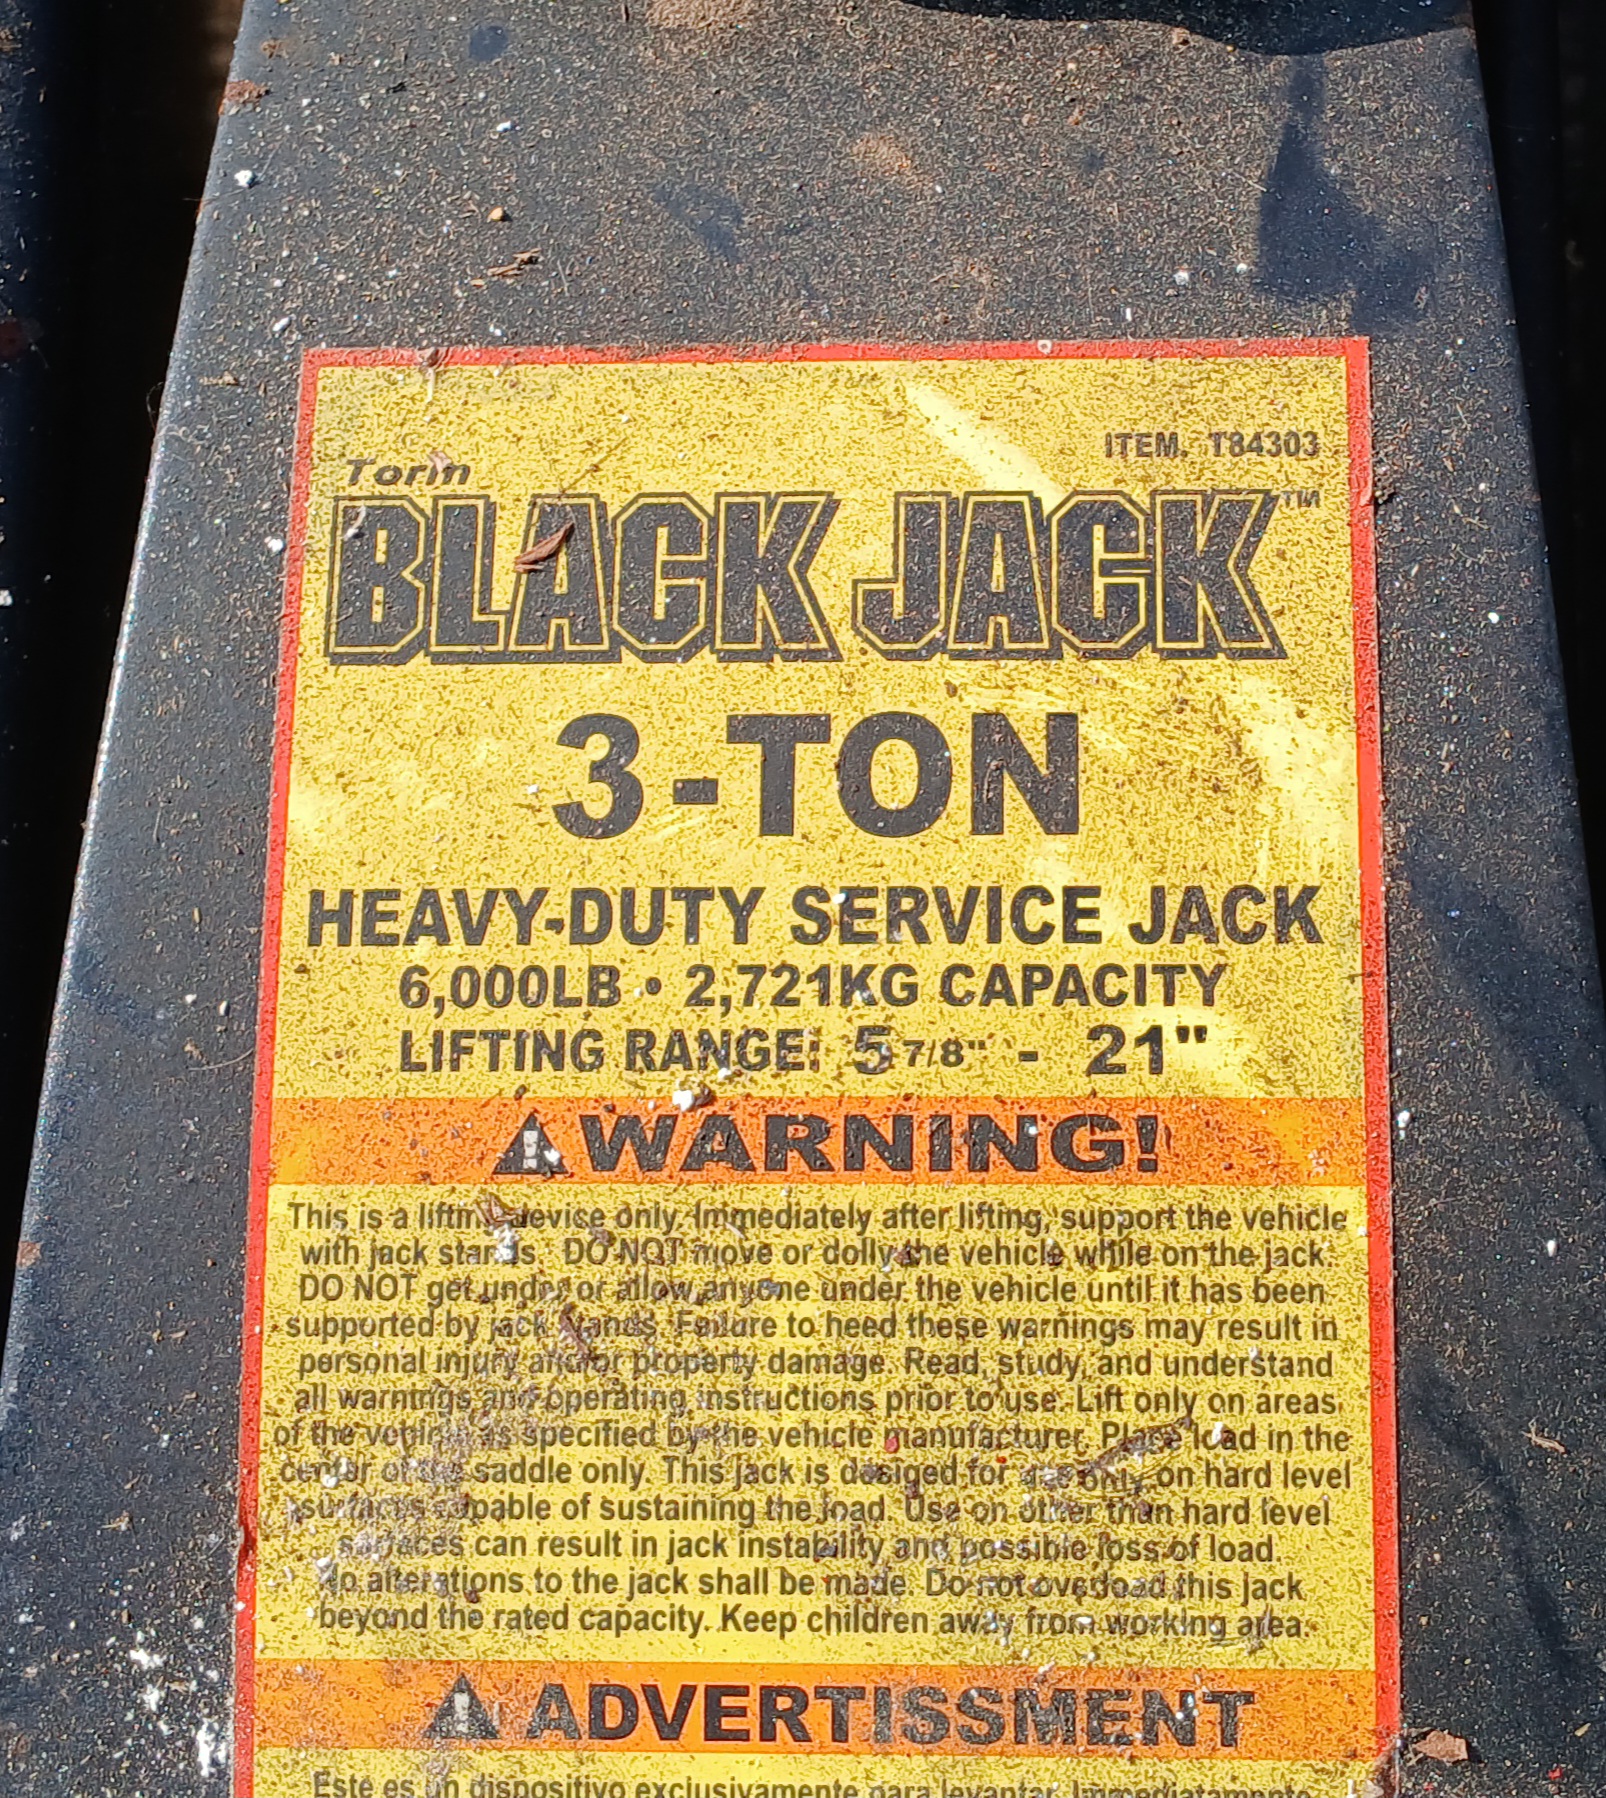 ITEM. T84303
Torin
BLACK JACK™
3-TON
HEAVY-DUTY SERVICE JACK
6,000LB • 2,721KG CAPACITY
LIFTING RANGE: 5 7/8" - 21"
WARNING!
This is a lifting device only. Immediately after lifting, support the vehicle
with jack stands. DO NOT move or dolly the vehicle while on the jack.
DO NOT get under or allow anyone under the vehicle until it has been
supported by jack stands. Failure to heed these warnings may result in
personal injury and/or property damage. Read, study, and understand
all warnings and operating instructions prior to use. Lift only on areas
of the vehicle as specified by the vehicle manufacturer. Place load in the
center of the saddle only. This jack is desiged for use only on hard level
surfaces capable of sustaining the load. Use on other than hard level
surfaces can result in jack instability and possible loss of load.
No alterations to the jack shall be made. Do not overload this jack
beyond the rated capacity. Keep children away from working area.
ADVERTISSMENT
Este es un dispositivo exclusivamente para levantar. Immediatamente